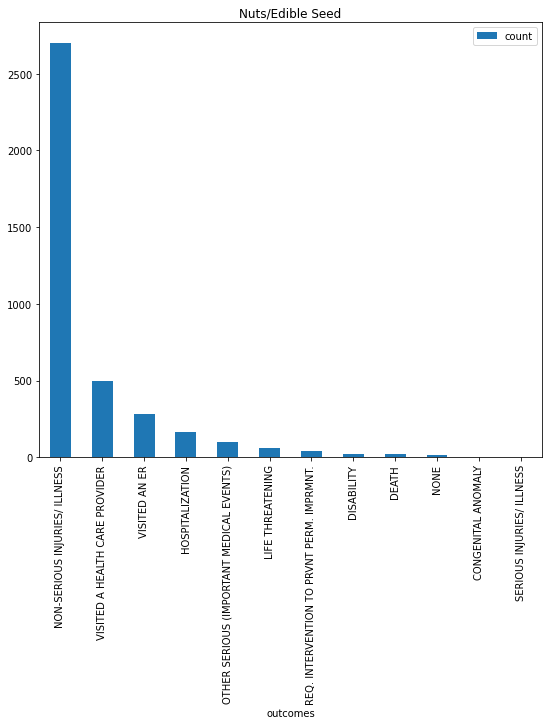 Nuts/Edible Seed
count
2500
2000
1500
1000
500
0
NON-SERIOUS INJURIES/ ILLNESS
VISITED A HEALTH CARE PROVIDER
VISITED AN ER
HOSPITALIZATION
OTHER SERIOUS (IMPORTANT MEDICAL EVENTS)
LIFE THREATENING
REQ. INTERVENTION TO PRVNT PERM. IMPRMNT.
DISABILITY
DEATH
NONE
CONGENITAL ANOMALY
SERIOUS INJURIES/ ILLNESS
outcomes